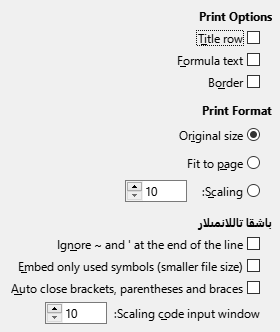 Print Options
Title row
Formula text
Border
Print Format
Original size
Fit to page
Scaling:
10
باشقا تاللانمىلار
Ignore ~ and ' at the end of the line
Embed only used symbols (smaller file size)
Auto close brackets, parentheses and braces
Scaling code input window:
10